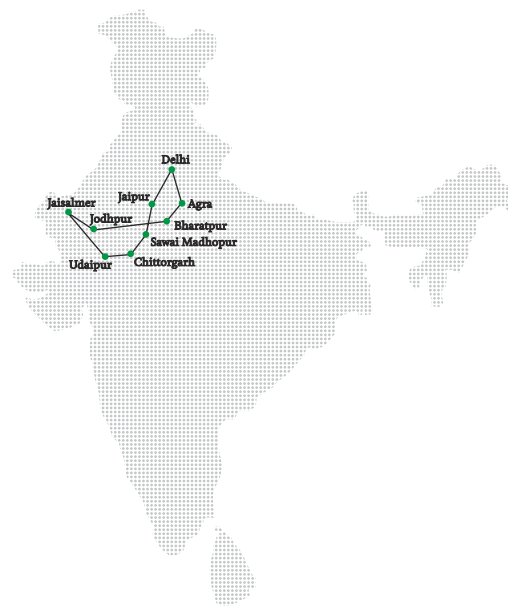 Delhi
Jaipur
Agra
Jaisalmer
Jodhpur
Bharatpur
Sawai Madhopur
Udaipur
Chittorgarh